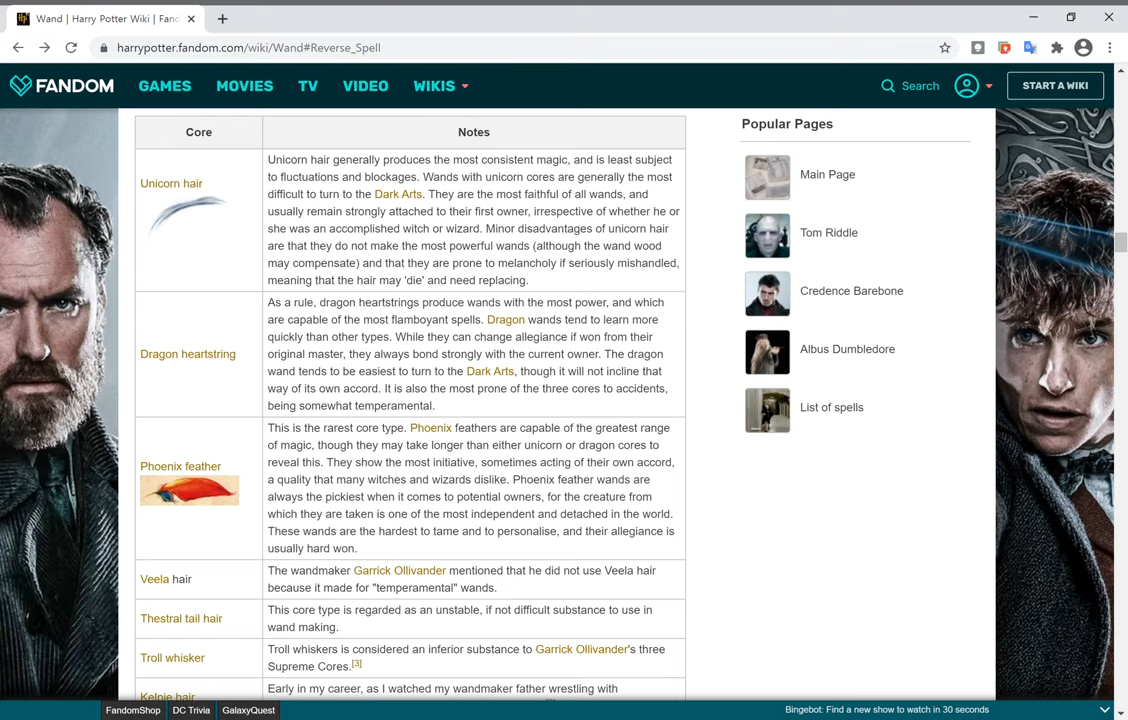 Wand | Harry Potter Wiki | Fand
harrypotter.fandom.com/wiki/Wand#Reverse_Spell
FANDOM
GAMES
MOVIES
TV
VIDEO
WIKIS
Search
START A WIKI
Core
Notes
Unicorn hair
Unicorn hair generally produces the most consistent magic, and is least subject
to fluctuations and blockages. Wands with unicorn cores are generally the most
difficult to turn to the Dark Arts. They are the most faithful of all wands, and
usually remain strongly attached to their first owner, irrespective of whether he or
she was an accomplished witch or wizard. Minor disadvantages of unicorn hair
are that they do not make the most powerful wands (although the wand wood
may compensate) and that they are prone to melancholy if seriously mishandled,
meaning that the hair may 'die' and need replacing.
Dragon heartstring
As a rule, dragon heartstrings produce wands with the most power, and which
are capable of the most flamboyant spells. Dragon wands tend to learn more
quickly than other types. While they can change allegiance if won from their
original master, they always bond strongly with the current owner. The dragon
wand tends to be easiest to turn to the Dark Arts, though it will not incline that
way of its own accord. It is also the most prone of the three cores to accidents,
being somewhat temperamental.
Phoenix feather
This is the rarest core type. Phoenix feathers are capable of the greatest range
of magic, though they may take longer than either unicorn or dragon cores to
reveal this. They show the most initiative, sometimes acting of their own accord,
a quality that many witches and wizards dislike. Phoenix feather wands are
always the pickiest when it comes to potential owners, for the creature from
which they are taken is one of the most independent and detached in the world.
These wands are the hardest to tame and to personalise, and their allegiance is
usually hard won.
Veela hair
The wandmaker Garrick Ollivander mentioned that he did not use Veela hair
because it made for "temperamental" wands.
Thestral tail hair
This core type is regarded as an unstable, if not difficult substance to use in
wand making.
Troll whisker
Troll whiskers is considered an inferior substance to Garrick Ollivander's three
Supreme Cores.[3]
Kelpie hair
Early in my career, as I watched my wandmaker father wrestling with
Popular Pages
Main Page
Tom Riddle
Credence Barebone
Albus Dumbledore
List of spells
FandomShop
DC Trivia
GalaxyQuest
Bingebot: Find a new show to watch in 30 seconds